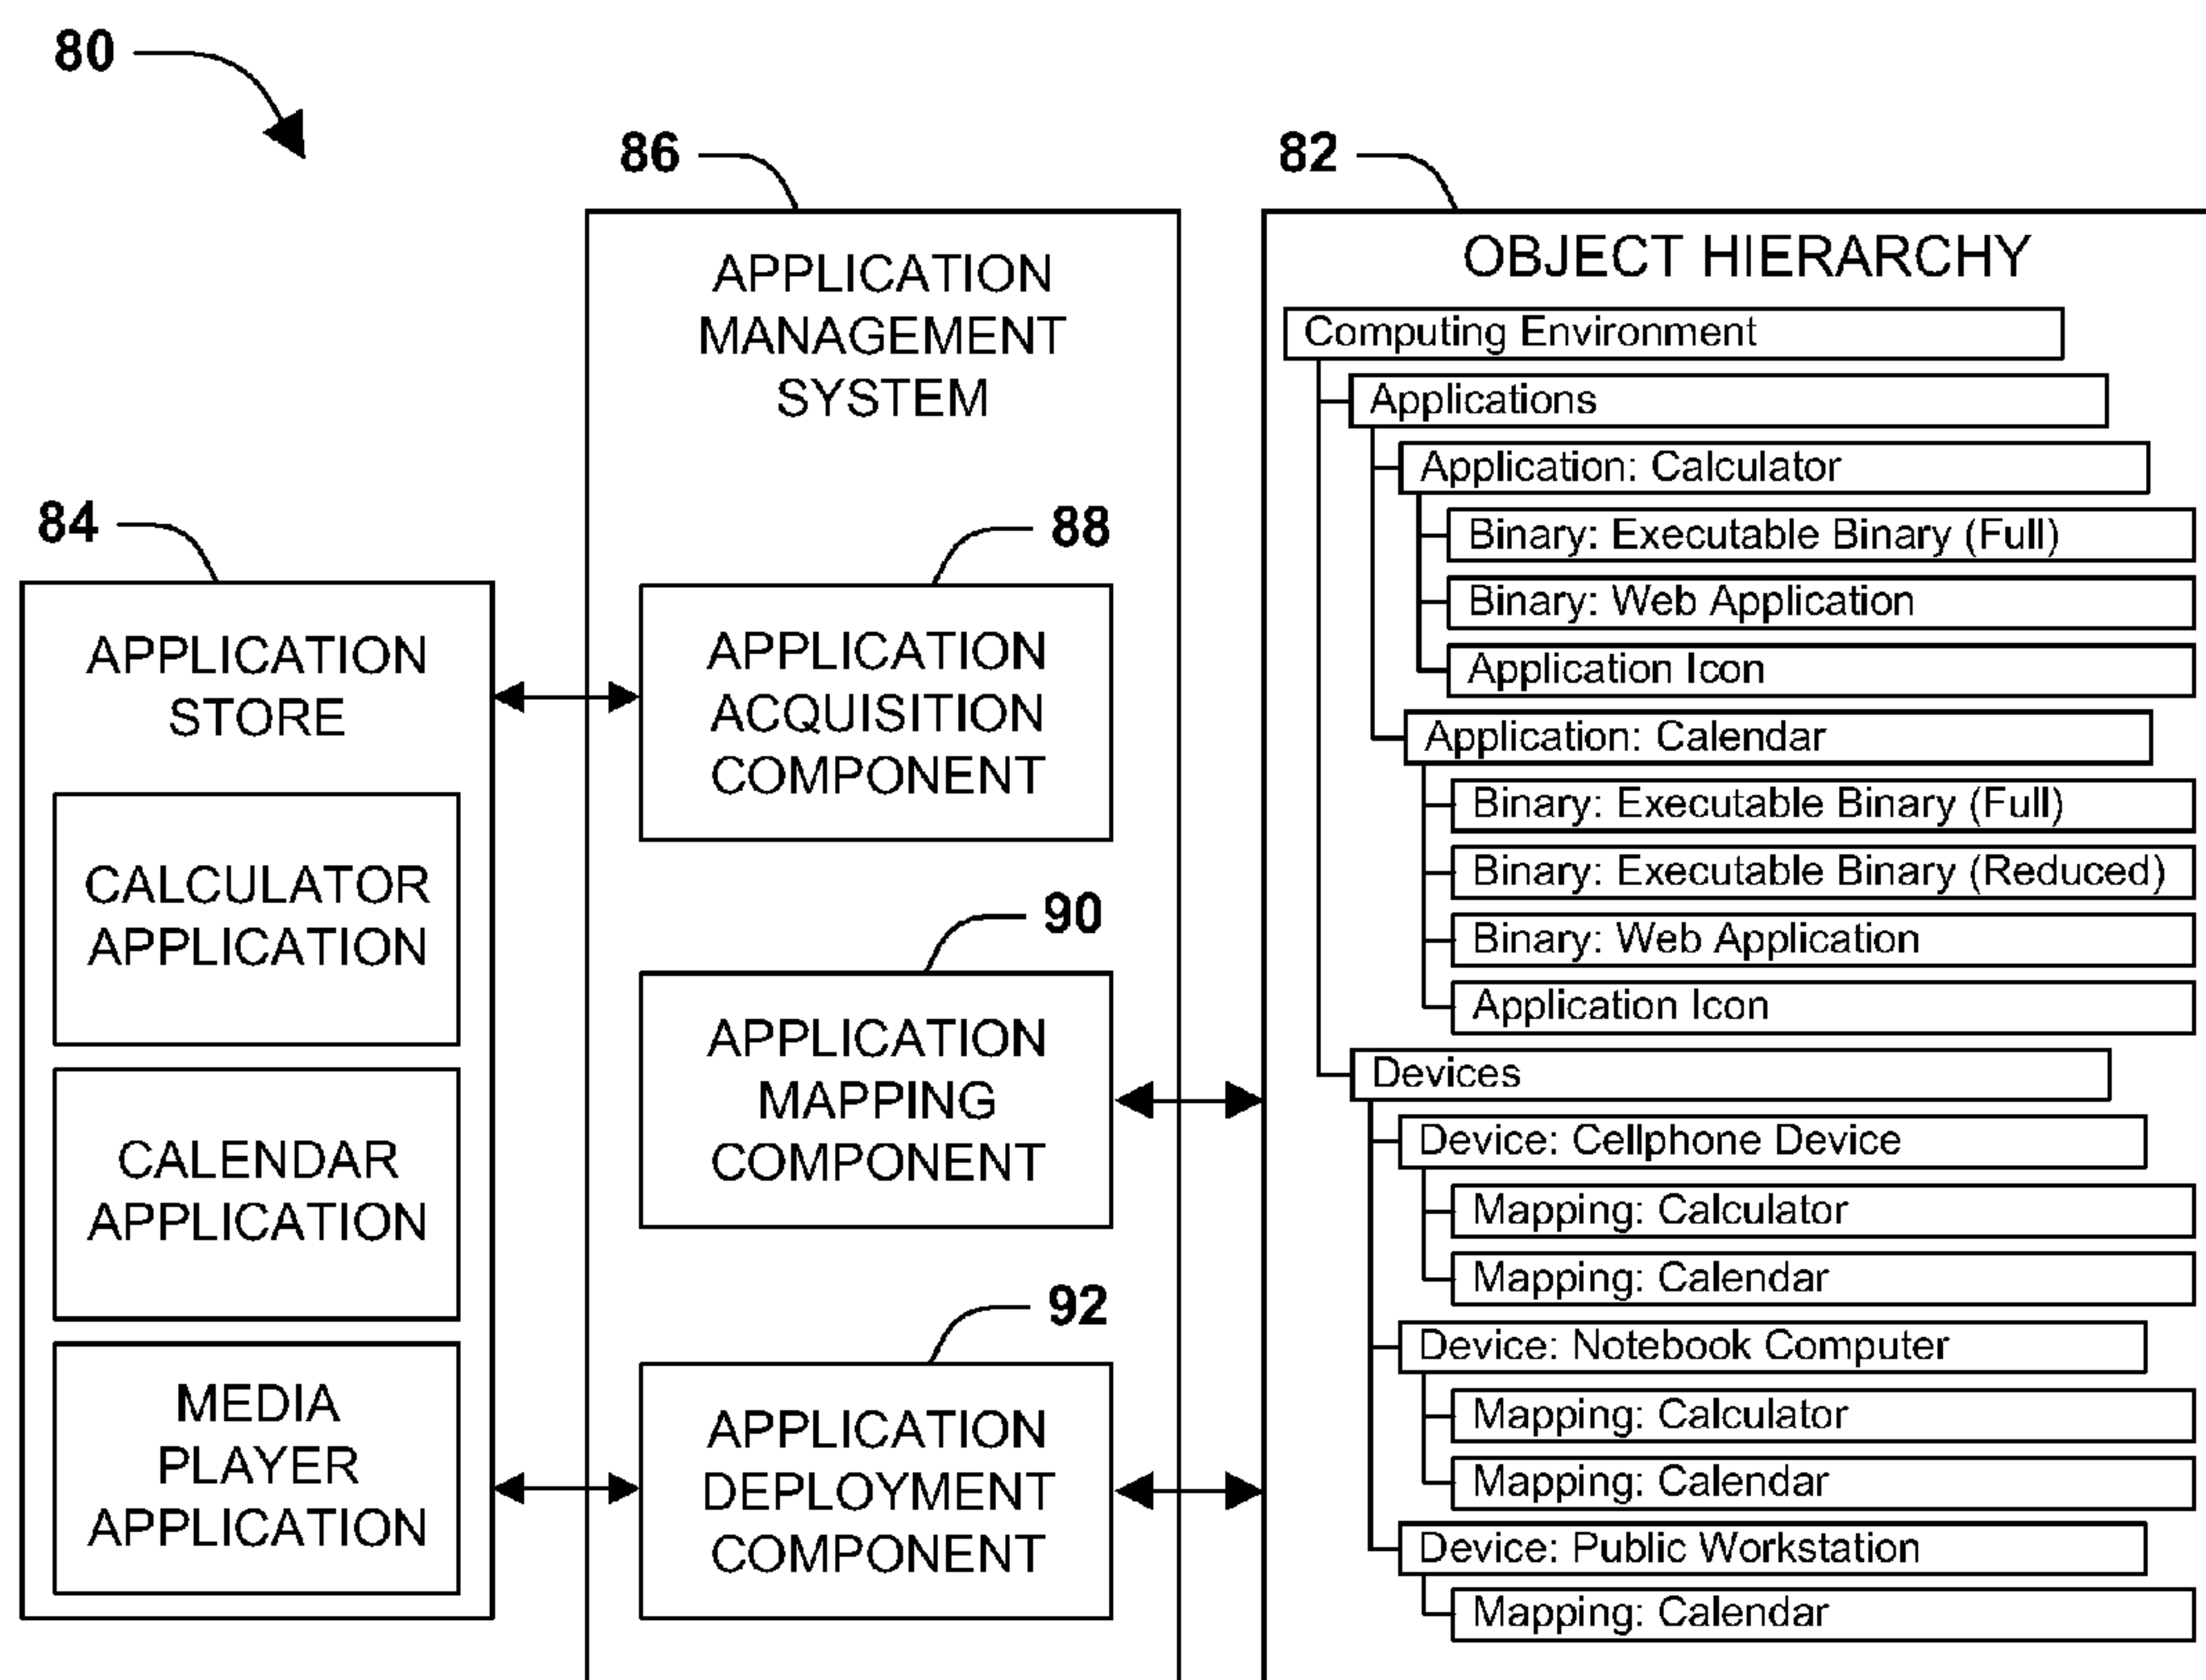 80
86
82
APPLICATION
MANAGEMENT
SYSTEM
OBJECT HIERARCHY
Computing Environment
Applications
Application: Calculator
Binary: Executable Binary (Full)
Binary: Web Application
Application Icon
Application: Calendar
Binary: Executable Binary (Full)
Binary: Executable Binary (Reduced)
Binary: Web Application
Application Icon
Devices
Device: Cellphone Device
Mapping: Calculator
Mapping: Calendar
Device: Notebook Computer
Mapping: Calculator
Mapping: Calendar
Device: Public Workstation
Mapping: Calendar
84
APPLICATION
STORE
CALCULATOR
APPLICATION
CALENDAR
APPLICATION
MEDIA
PLAYER
APPLICATION
88
APPLICATION
ACQUISITION
COMPONENT
90
APPLICATION
MAPPING
COMPONENT
92
APPLICATION
DEPLOYMENT
COMPONENT